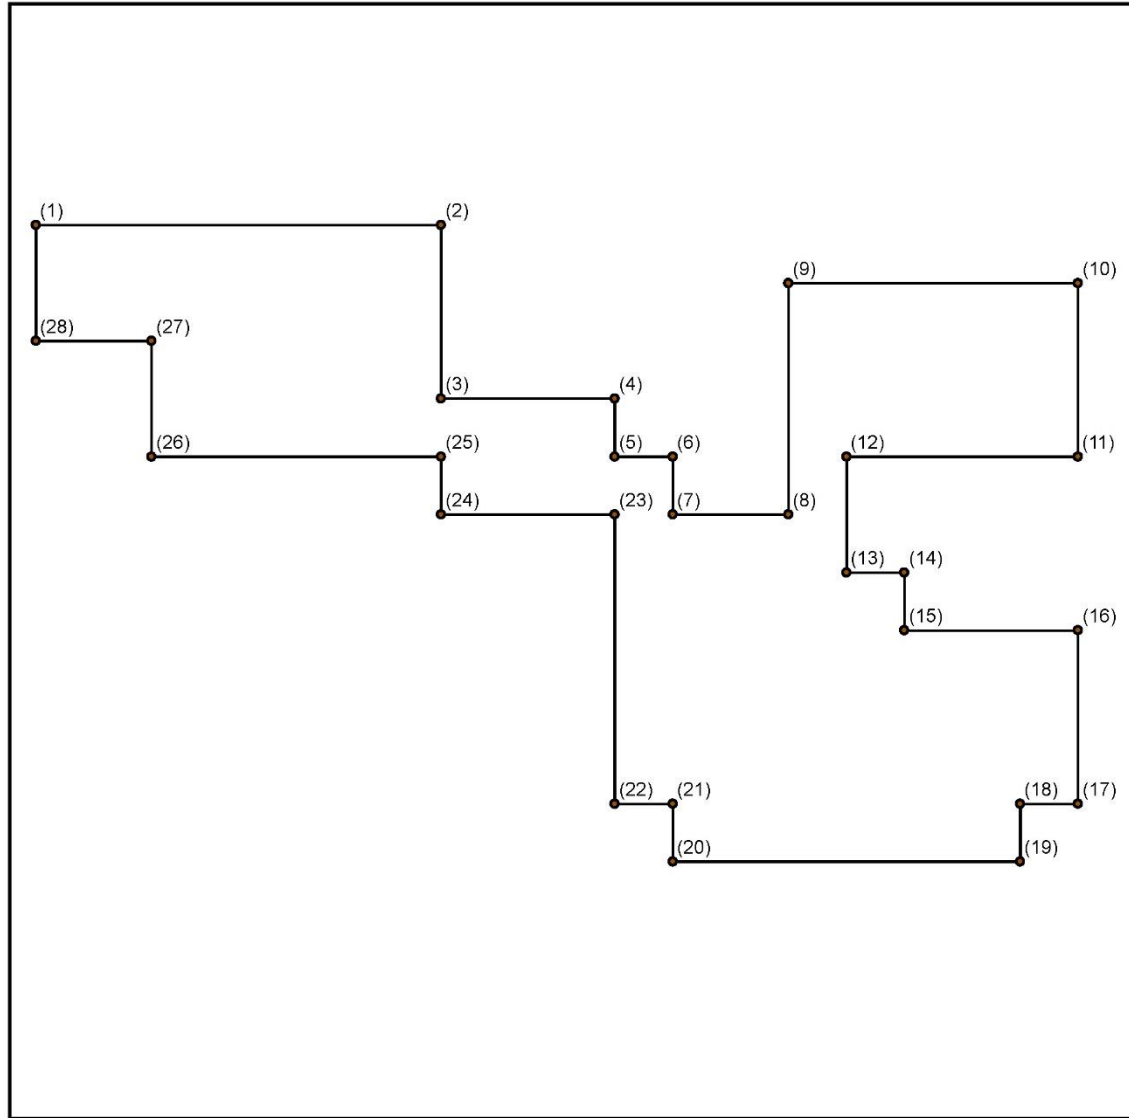 (1) (2)
(9) (10)
(28) (27)
(3) (4)
(26) (25) (5) (6) (12) (11)
(24) (23) (7) (8)
(13) (14)
(15) (16)
(22) (21) (18) (17)
(20) (19)